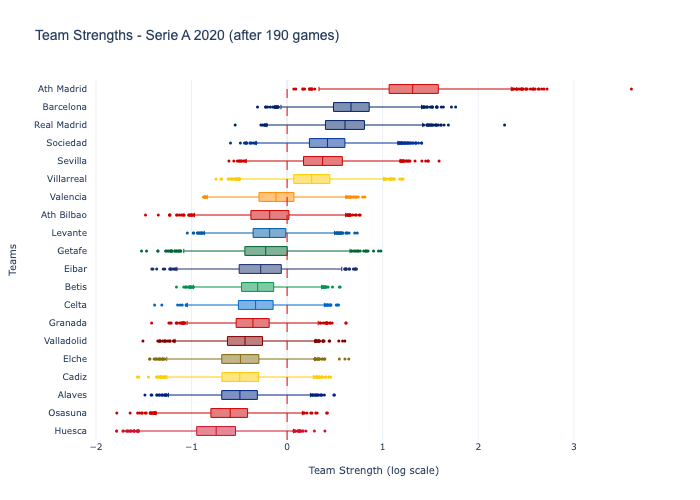 Team Strengths - Serie A 2020 (after 190 games)
Ath Madrid
Barcelona
Real Madrid
Sociedad
Sevilla
Villarreal
Valencia
Ath Bilbao
Levante
Getafe
Eibar
Betis
Celta
Granada
Valladolid
Elche
Cadiz
Alaves
Osasuna
Huesca
Teams
−2 −1 0 1 2 3
Team Strength (log scale)